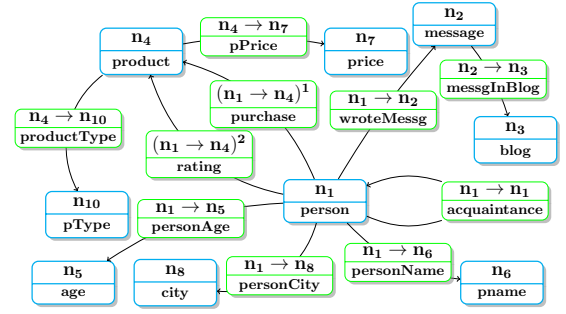 n₂
message
n₄
product
n₄ → n₇
pPrice
n₇
price
n₂ → n₃
messgInBlog
(n₁ → n₄)¹
purchase
n₁ → n₂
wroteMessg
n₄ → n₁₀
productType
n₃
blog
(n₁ → n₄)²
rating
n₁
person
n₁ → n₁
acquaintance
n₁₀
pType
n₁ → n₅
personAge
n₅
age
n₈
city
n₁ → n₈
personCity
n₁ → n₆
personName
n₆
pname